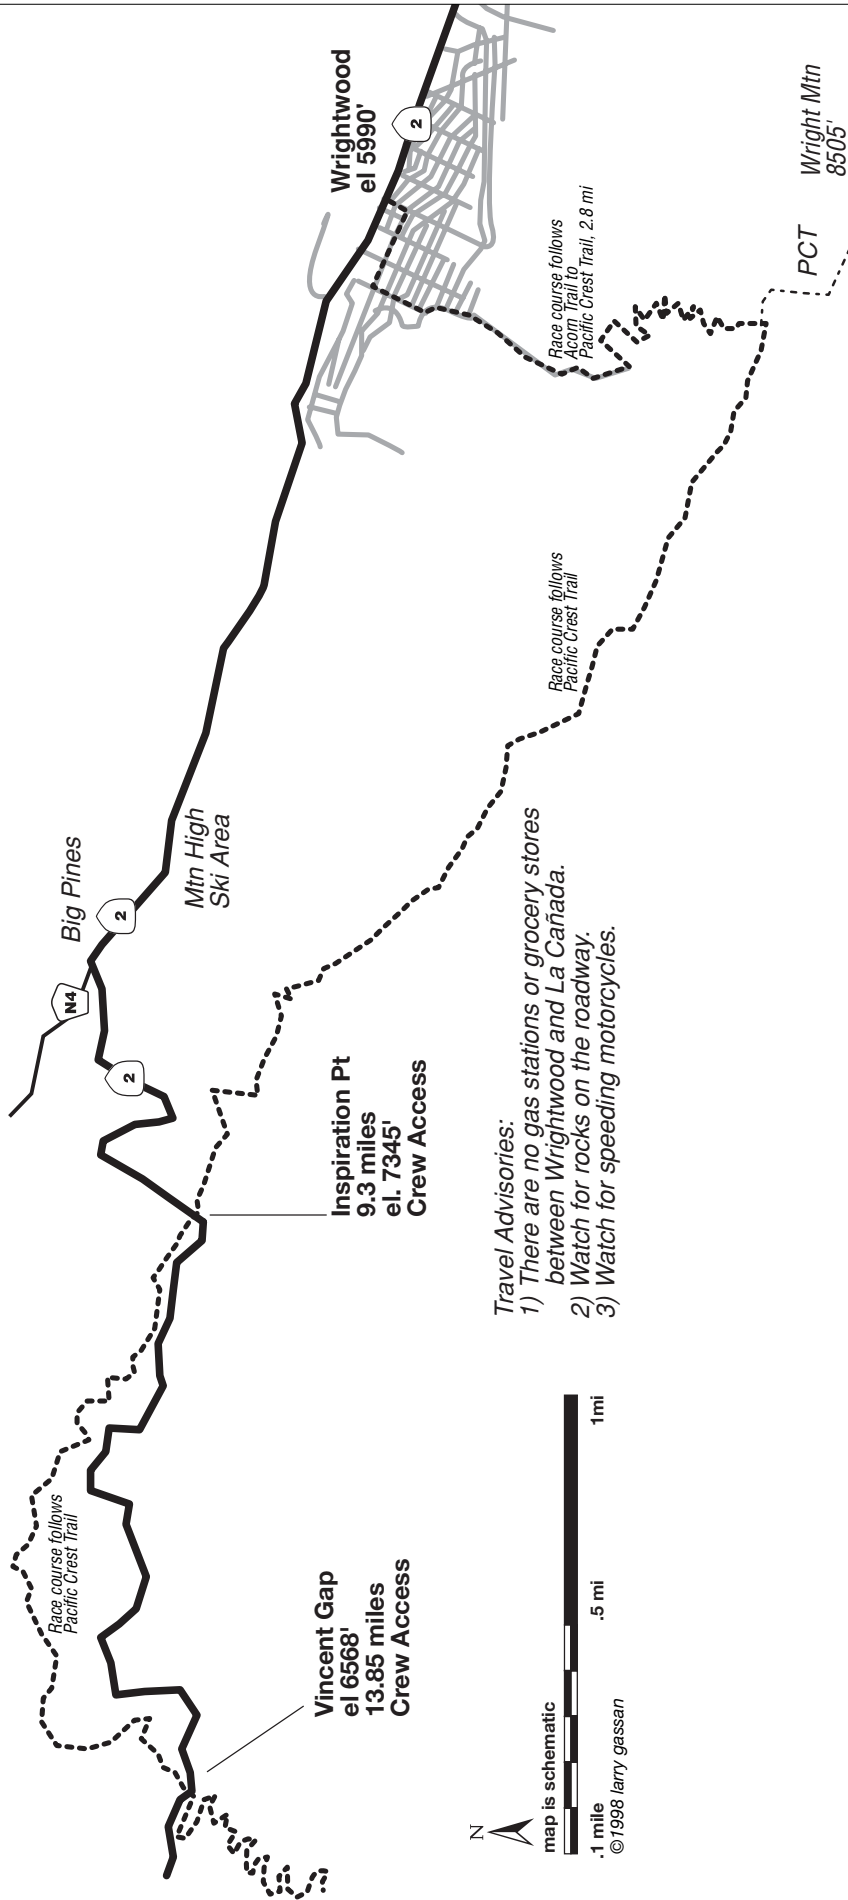 Wrightwood
el 5990'
2
Race course follows
Acorn Trail to
Pacific Crest Trail, 2.8 mi
PCT
Wright Mtn
8505'
Race course follows
Pacific Crest Trail
Big Pines
2
N4
2
Mtn High
Ski Area
Inspiration Pt
9.3 miles
el. 7345'
Crew Access
Travel Advisories:
1) There are no gas stations or grocery stores
between Wrightwood and La Cañada.
2) Watch for rocks on the roadway.
3) Watch for speeding motorcycles.
Race course follows
Pacific Crest Trail
Vincent Gap
el 6568'
13.85 miles
Crew Access
N
map is schematic
.1 mile
.5 mi
1mi
©1998 larry gassan